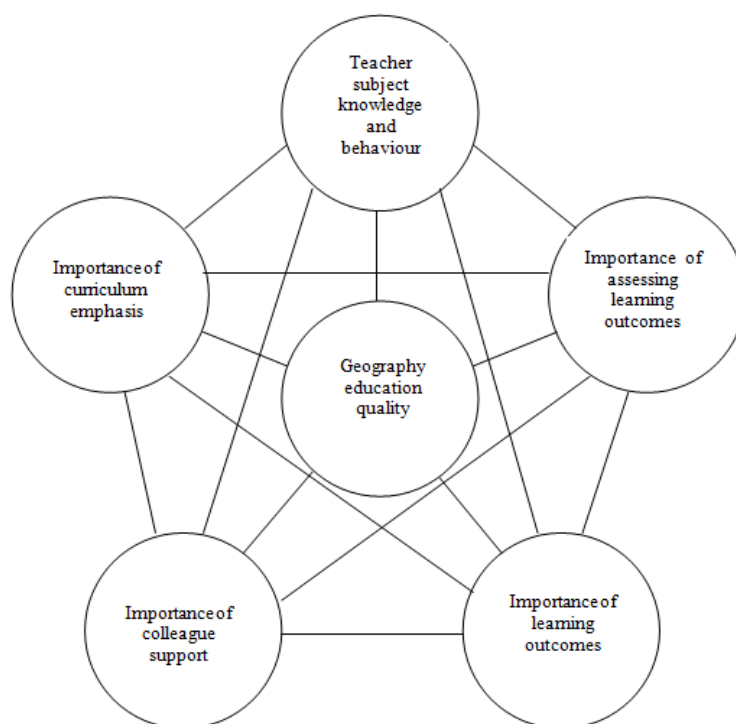 Teacher
subject
knowledge
and
behaviour
Importance of
curriculum
emphasis
Importance of
assessing
learning
outcomes
Geography
education
quality
Importance of
colleague
support
Importance of
learning
outcomes